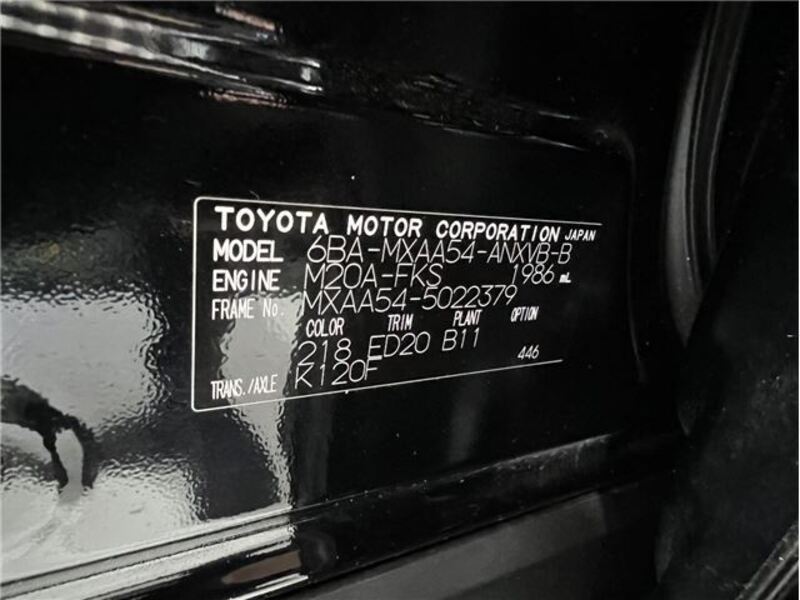 TOYOTA MOTOR CORPORATION JAPAN
MODEL 6BA-MXAA54-ANXVB-B
ENGINE M20A-FKS 1986 mL
FRAME No. MXAA54-5022379
COLOR TRIM PLANT OPTION
218 ED20 B11 446
TRANS./AXLE K120F